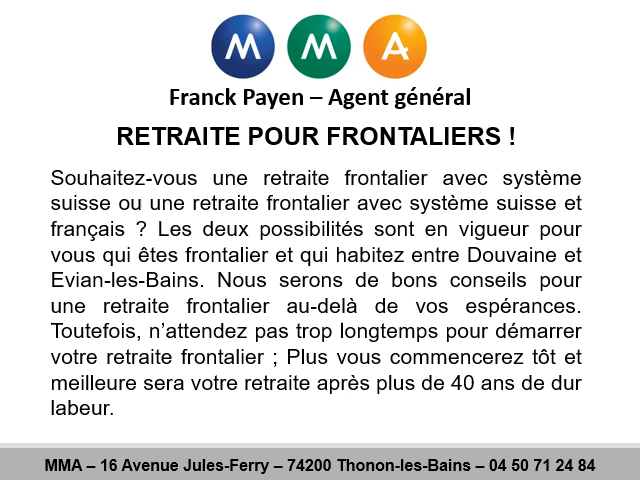 MMA
Franck Payen – Agent général
RETRAITE POUR FRONTALIERS !
Souhaitez-vous une retraite frontalier avec système
suisse ou une retraite frontalier avec système suisse et
français ? Les deux possibilités sont en vigueur pour
vous qui êtes frontalier et qui habitez entre Douvaine et
Evian-les-Bains. Nous serons de bons conseils pour
une retraite frontalier au-delà de vos espérances.
Toutefois, n’attendez pas trop longtemps pour démarrer
votre retraite frontalier ; Plus vous commencerez tôt et
meilleure sera votre retraite après plus de 40 ans de dur
labeur.
MMA – 16 Avenue Jules-Ferry – 74200 Thonon-les-Bains – 04 50 71 24 84